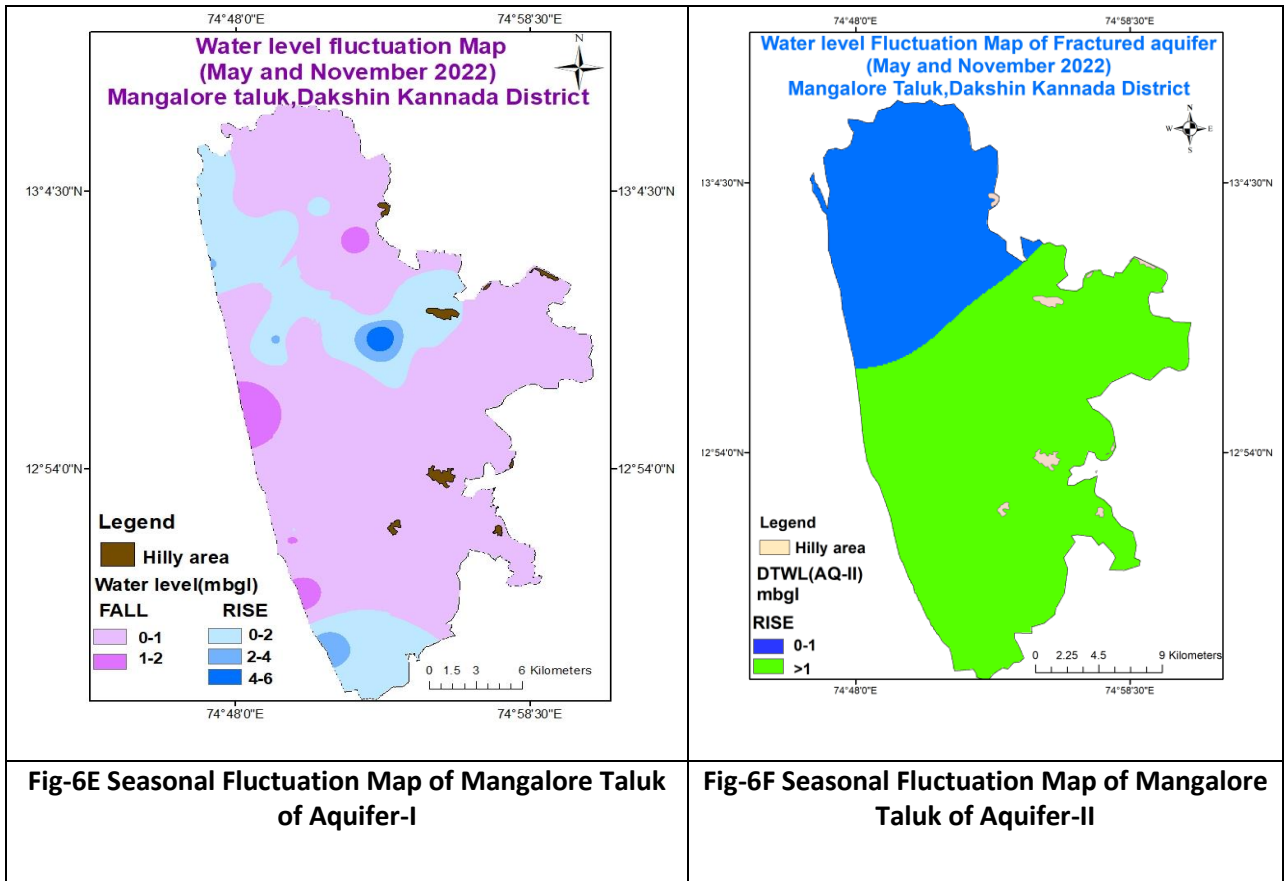 74°48'0"E
74°58'30"E
Water level fluctuation Map
(May and November 2022)
Mangalore taluk,Dakshin Kannada District
N
13°4'30"N
13°4'30"N
12°54'0"N
12°54'0"N
Legend
Hilly area
Water level(mbgl)
FALL
RISE
0-1
0-2
1-2
2-4
4-6
0 1.5 3 6 Kilometers
74°48'0"E
74°58'30"E
Fig-6E Seasonal Fluctuation Map of Mangalore Taluk
of Aquifer-I
74°48'0"E
74°58'30"E
Water level Fluctuation Map of Fractured aquifer
(May and November 2022)
Mangalore Taluk,Dakshin Kannada District
N
W E
S
13°4'30"N
13°4'30"N
12°54'0"N
12°54'0"N
Legend
Hilly area
DTWL(AQ-II)
mbgl
RISE
0-1
>1
0 2.25 4.5 9 Kilometers
74°48'0"E
74°58'30"E
Fig-6F Seasonal Fluctuation Map of Mangalore
Taluk of Aquifer-II